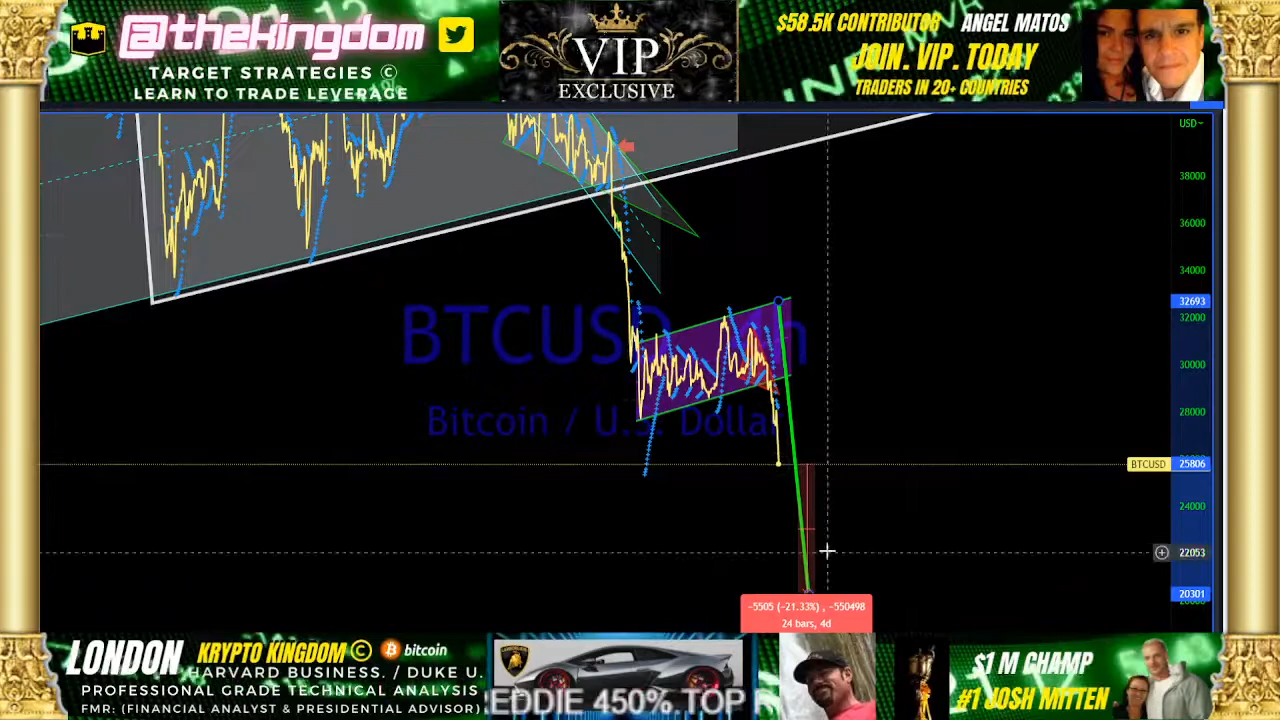 @thekingdom
TARGET STRATEGIES ©
LEARN TO TRADE LEVERAGE
VIP
EXCLUSIVE
$58.5K CONTRIBUTOR ANGEL MATOS
JOIN. VIP. TODAY
TRADERS IN 20+ COUNTRIES
USD
38000
36000
34000
32693
32000
30000
28000
BTCUSD
25806
24000
22053
20301
BTCUSD
Bitcoin / U.S. Dollar
-5505 (-21.33%) , -550498
24 bars, 4d
LONDON KRYPTO KINGDOM © bitcoin
HARVARD BUSINESS. / DUKE U.
PROFESSIONAL GRADE TECHNICAL ANALYSIS
FMR: (FINANCIAL ANALYST & PRESIDENTIAL ADVISOR)
EDDIE 450% TOP
$1 M CHAMP
#1 JOSH MITTEN